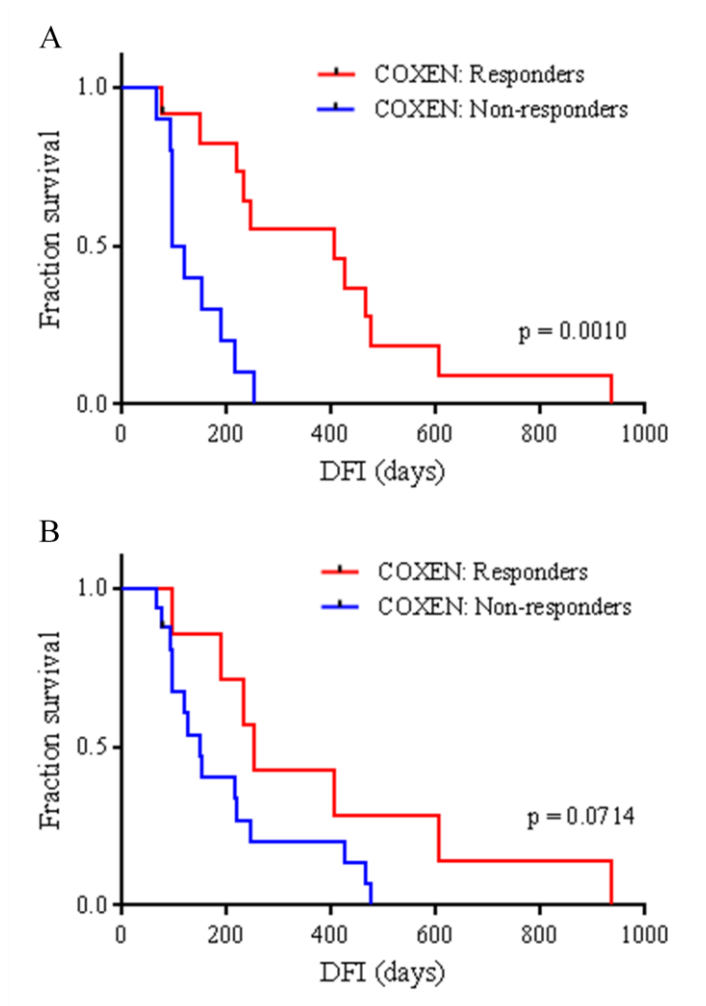 A
COXEN: Responders
COXEN: Non-responders
Fraction survival
1.0
0.5
0.0
p = 0.0010
0 200 400 600 800 1000
DFI (days)
B
COXEN: Responders
COXEN: Non-responders
Fraction survival
1.0
0.5
0.0
p = 0.0714
0 200 400 600 800 1000
DFI (days)